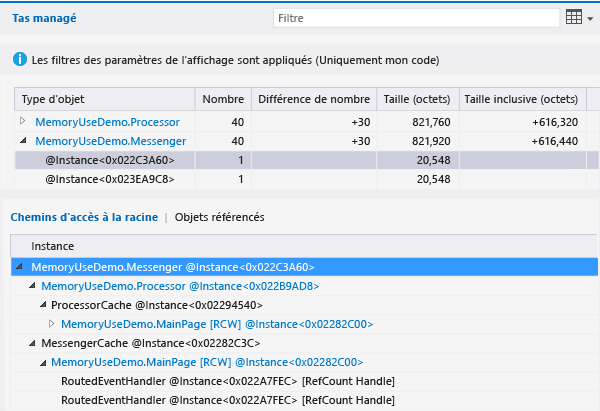 Tas managé
Filtre
Les filtres des paramètres de l'affichage sont appliqués (Uniquement mon code)
Type d'objet Nombre Différence de nombre Taille (octets) Taille inclusive (octets)
MemoryUseDemo.Processor 40 +30 821,760 +616,320
MemoryUseDemo.Messenger 40 +30 821,920 +616,440
@Instance<0x022C3A60> 1 20,548
@Instance<0x023EA9C8> 1 20,548
Chemins d'accès à la racine | Objets référencés
Instance
MemoryUseDemo.Messenger @Instance<0x022C3A60>
MemoryUseDemo.Processor @Instance<0x022B9AD8>
ProcessorCache @Instance<0x02294540>
MemoryUseDemo.MainPage [RCW] @Instance<0x02282C00>
MessengerCache @Instance<0x02282C3C>
MemoryUseDemo.MainPage [RCW] @Instance<0x02282C00>
RoutedEventHandler @Instance<0x022A7FEC> [RefCount Handle]
RoutedEventHandler @Instance<0x022A7FEC> [RefCount Handle]